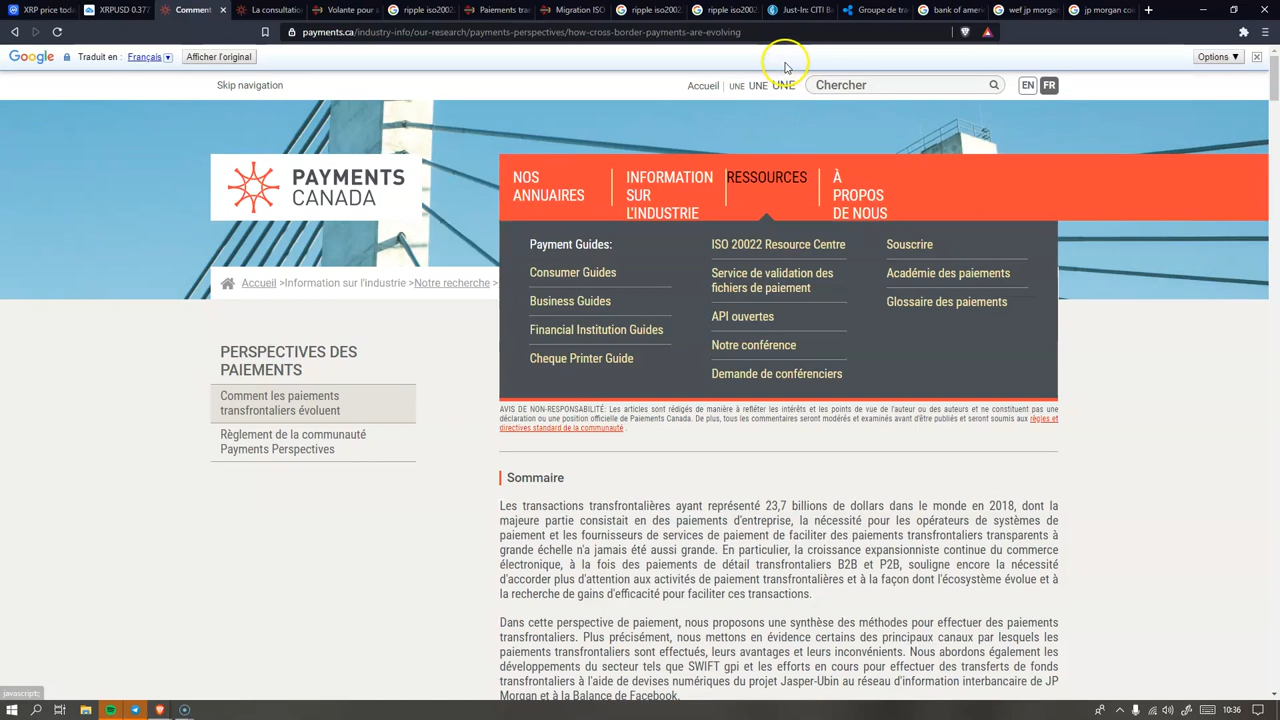 XRP price toda
XRPUSD 0.377
Comment
La consultation
Volante pour a
ripple iso2002
Paiements tran
Migration ISO
ripple iso2002
ripple iso2002
Just-In: CITI Ba
Groupe de tra
bank of americ
wef jp morgan
jp morgan coi
payments.ca/industry-info/our-research/payments-perspectives/how-cross-border-payments-are-evolving
Google Traduit en : Français ▼ Afficher l'original Options ▼
Skip navigation
Accueil | UNE UNE UNE Chercher EN FR
PAYMENTS
CANADA
NOS
ANNUAIRES
INFORMATION
SUR
L'INDUSTRIE
RESSOURCES
À
PROPOS
DE NOUS
Payment Guides:
Consumer Guides
Business Guides
Financial Institution Guides
Cheque Printer Guide
ISO 20022 Resource Centre
Service de validation des
fichiers de paiement
API ouvertes
Notre conférence
Demande de conférenciers
Souscrire
Académie des paiements
Glossaire des paiements
Accueil >Information sur l'industrie >Notre recherche >
PERSPECTIVES DES
PAIEMENTS
Comment les paiements
transfrontaliers évoluent
Règlement de la communauté
Payments Perspectives
AVIS DE NON-RESPONSABILITÉ: Les articles sont rédigés de manière à refléter les intérêts et les points de vue de l'auteur ou des auteurs et ne constituent pas une
déclaration ou une position officielle de Paiements Canada. De plus, tous les commentaires seront modérés et examinés avant d'être publiés et seront soumis aux règles et
directives standard de la communauté .
Sommaire
Les transactions transfrontalières ayant représenté 23,7 billions de dollars dans le monde en 2018, dont la
majeure partie consistait en des paiements d'entreprise, la nécessité pour les opérateurs de systèmes de
paiement et les fournisseurs de services de paiement de faciliter des paiements transfrontaliers transparents à
grande échelle n'a jamais été aussi grande. En particulier, la croissance expansionniste continue du commerce
électronique, à la fois des paiements de détail transfrontaliers B2B et P2B, souligne encore la nécessité
d'accorder plus d'attention aux activités de paiement transfrontalières et à la façon dont l'écosystème évolue et à
la recherche de gains d'efficacité pour faciliter ces transactions.
Dans cette perspective de paiement, nous proposons une synthèse des méthodes pour effectuer des paiements
transfrontaliers. Plus précisément, nous mettons en évidence certains des principaux canaux par lesquels les
paiements transfrontaliers sont effectués, leurs avantages et leurs inconvénients. Nous abordons également les
développements du secteur tels que SWIFT gpi et les efforts en cours pour effectuer des transferts de fonds
transfrontaliers à l'aide de devises numériques du projet Jasper-Ubin au réseau d'information interbancaire de JP
Morgan et à la Balance de Facebook.
javascript:;
10:36